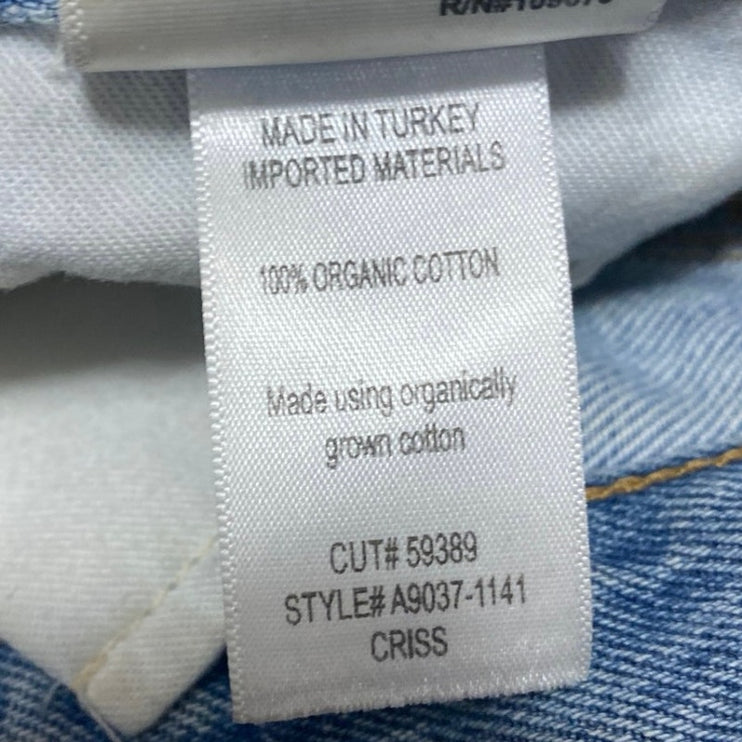 MADE IN TURKEY
IMPORTED MATERIALS
100% ORGANIC COTTON
Made using organically
grown cotton
CUT# 59389
STYLE# A9037-1141
CRISS